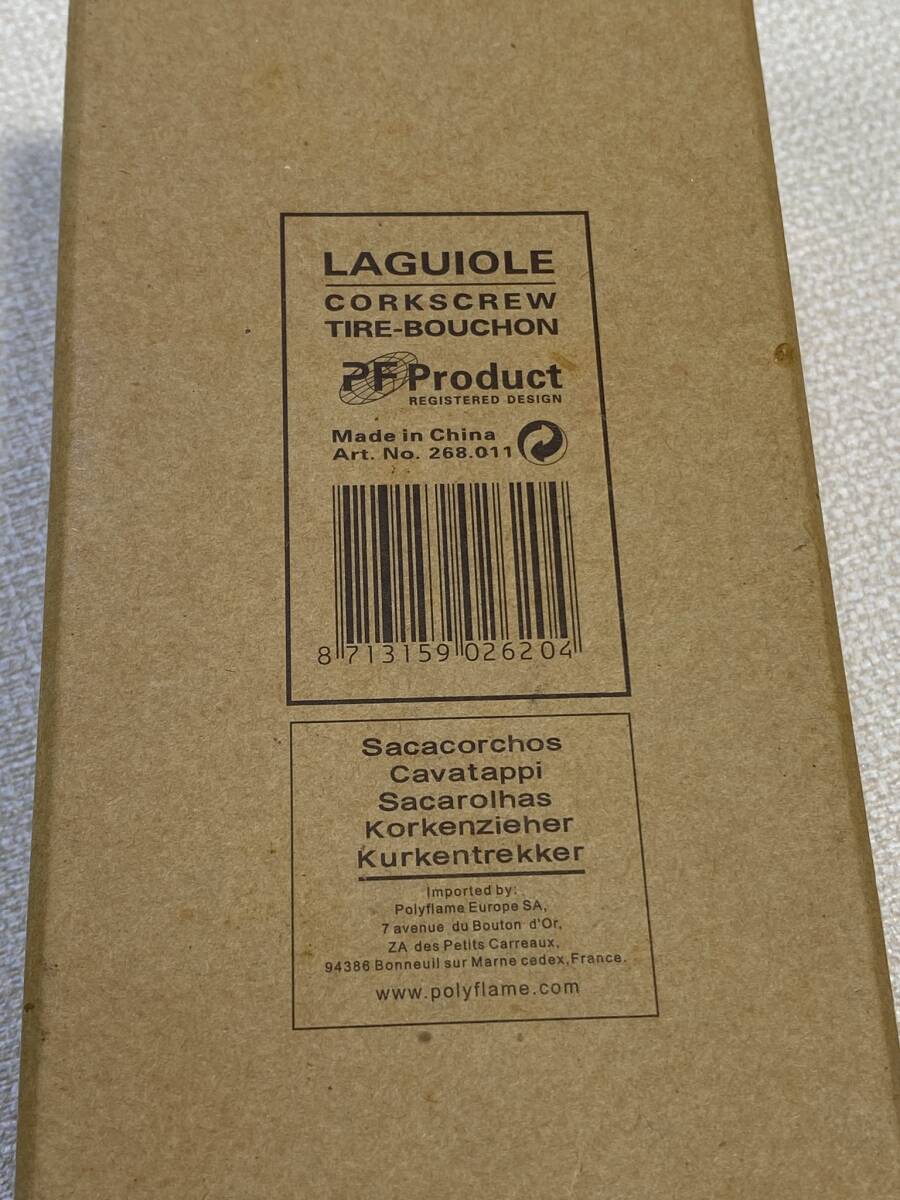 LAGUIOLE
CORKSCREW
TIRE-BOUCHON
PF Product
REGISTERED DESIGN
Made in China
Art. No. 268.011
8 713159 026204
Sacacorchos
Cavatappi
Sacarolhas
Korkenzieher
Kurkentrekker
Imported by:
Polyflame Europe SA,
7 avenue du Bouton d'Or,
ZA des Petits Carreaux,
94386 Bonneuil sur Marne cedex,France.
www.polyflame.com